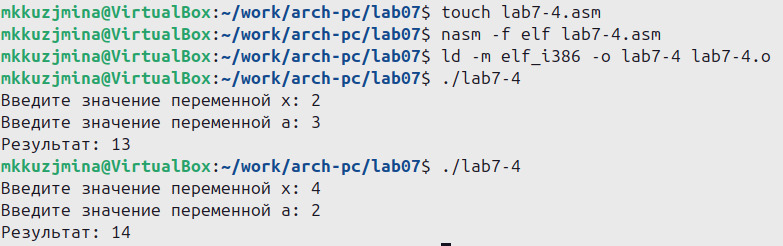 mkkuzjmina@VirtualBox:~/work/arch-pc/lab07$ touch lab7-4.asm
mkkuzjmina@VirtualBox:~/work/arch-pc/lab07$ nasm -f elf lab7-4.asm
mkkuzjmina@VirtualBox:~/work/arch-pc/lab07$ ld -m elf_i386 -o lab7-4 lab7-4.o
mkkuzjmina@VirtualBox:~/work/arch-pc/lab07$ ./lab7-4
Введите значение переменной x: 2
Введите значение переменной a: 3
Результат: 13
mkkuzjmina@VirtualBox:~/work/arch-pc/lab07$ ./lab7-4
Введите значение переменной x: 4
Введите значение переменной a: 2
Результат: 14